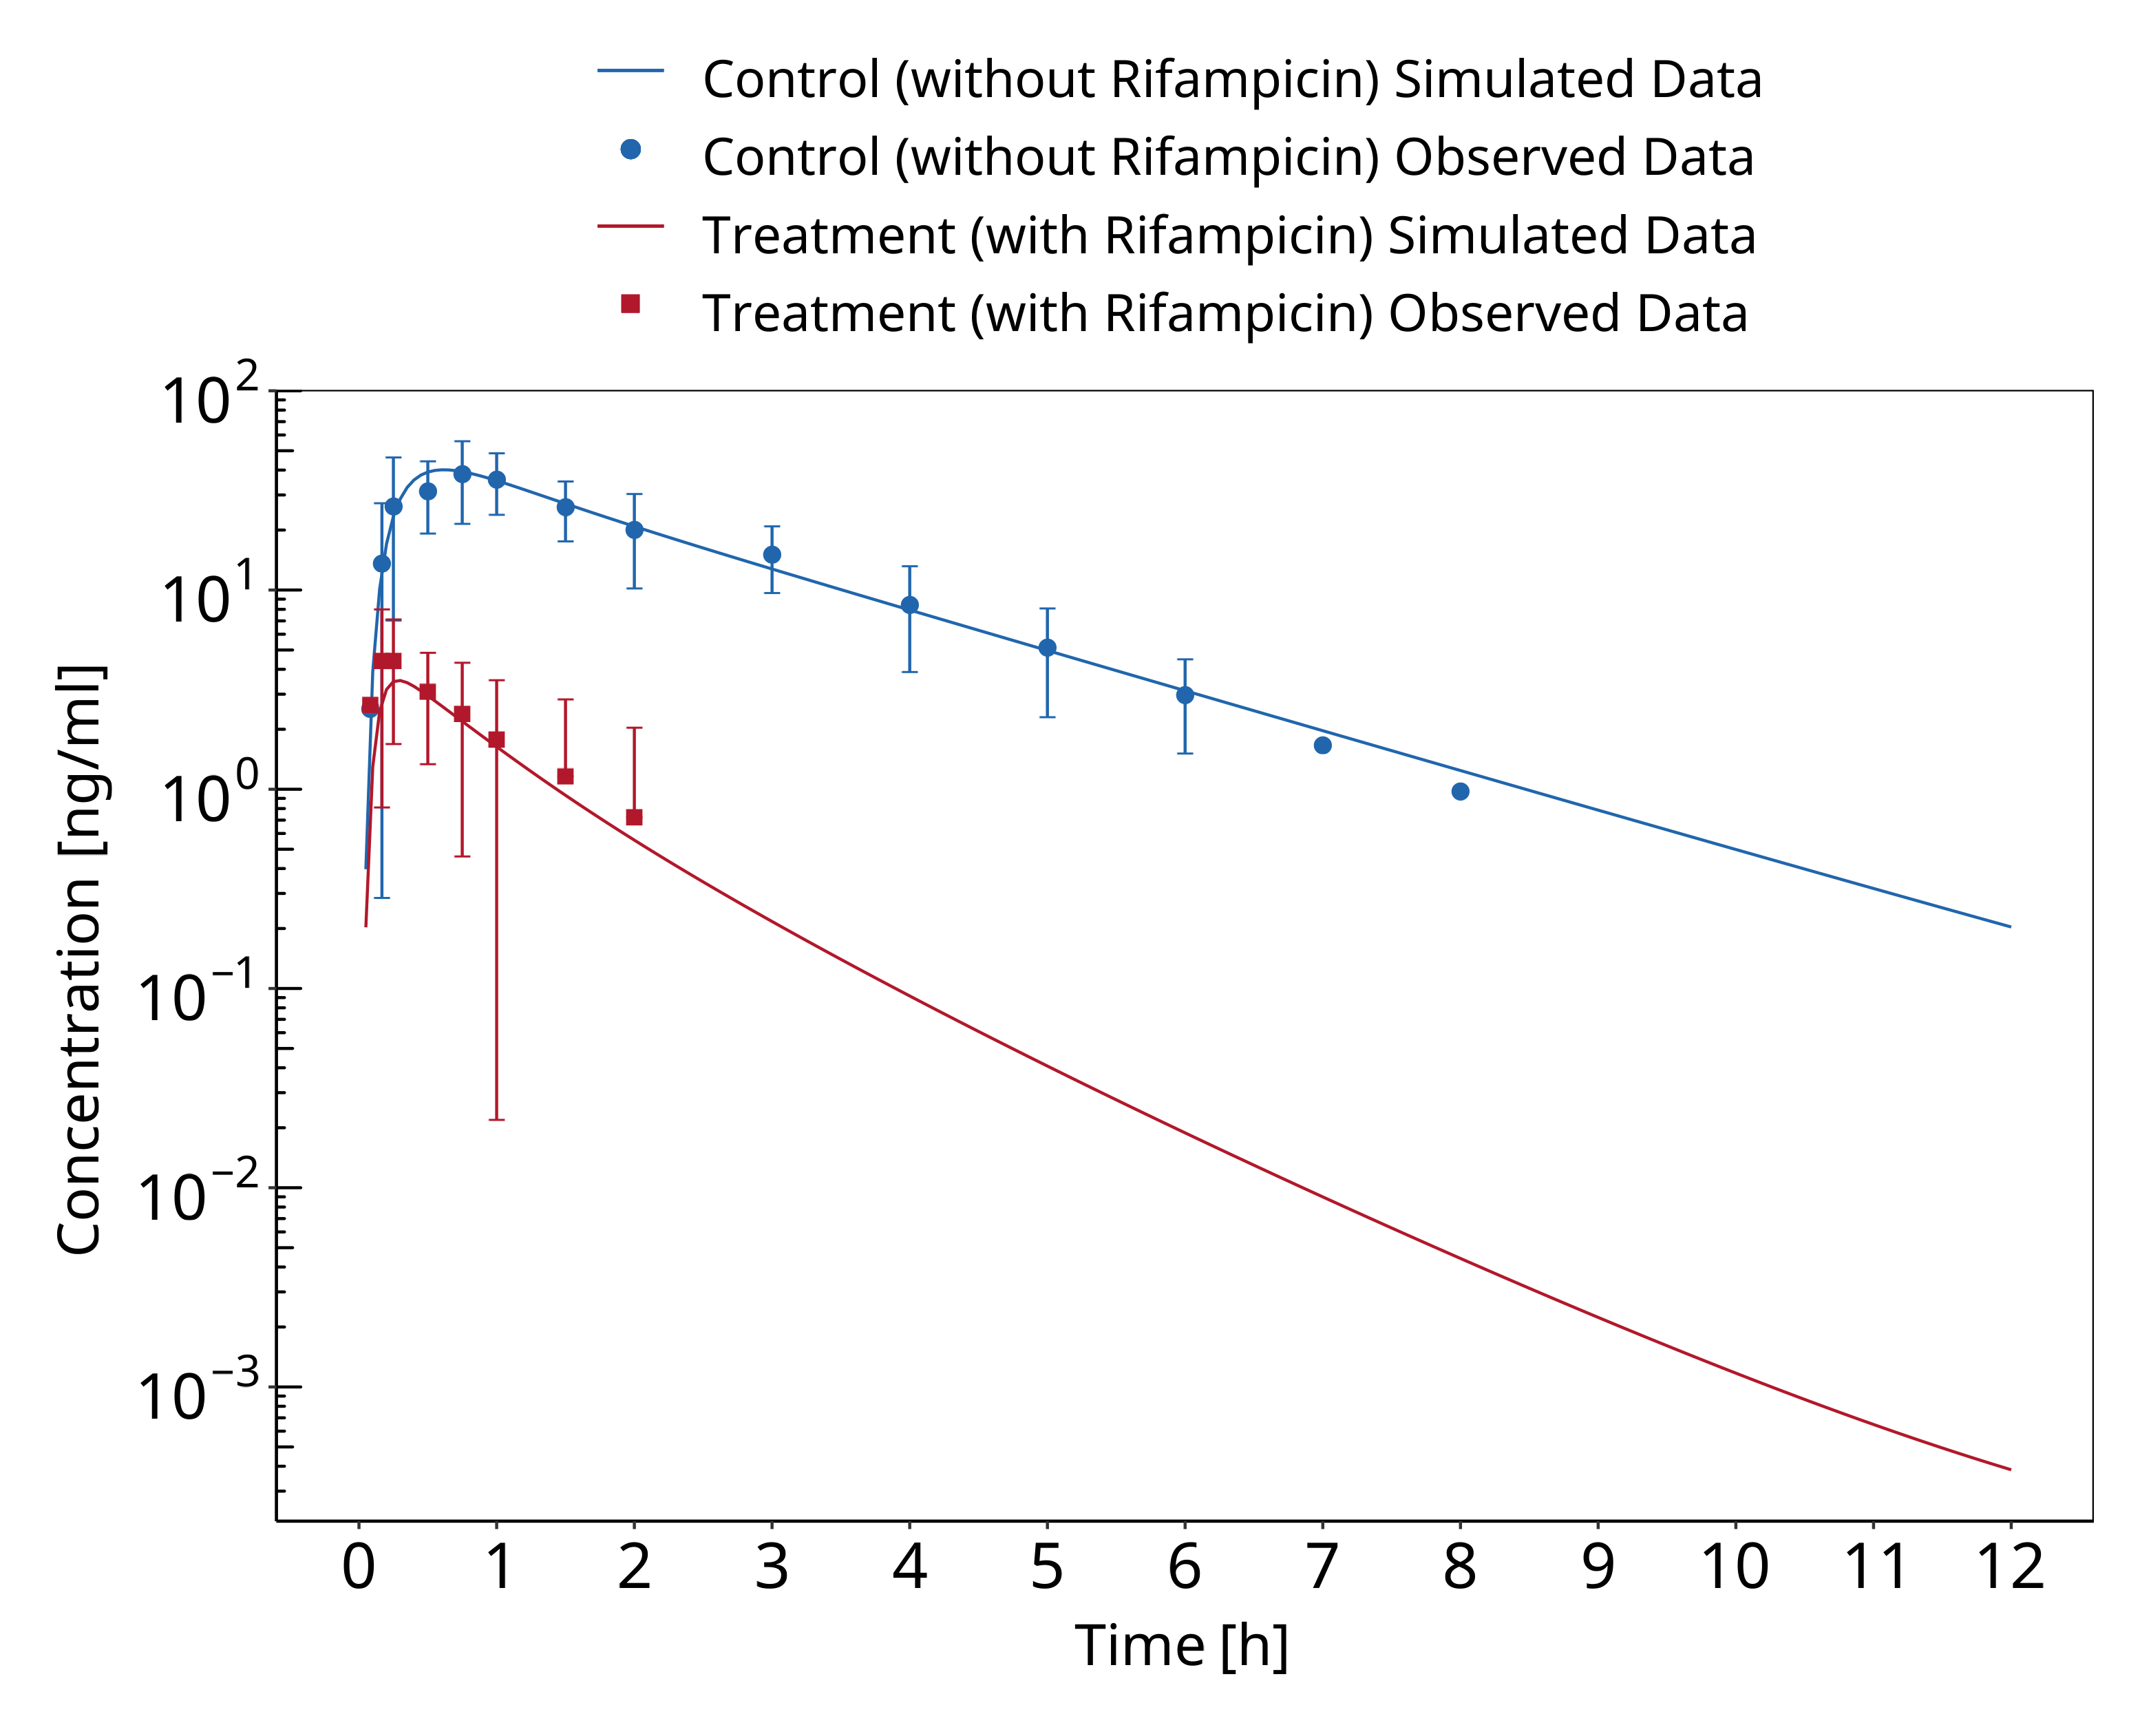 Control (without Rifampicin) Simulated Data
Control (without Rifampicin) Observed Data
Treatment (with Rifampicin) Simulated Data
Treatment (with Rifampicin) Observed Data
Concentration [ng/ml]
10²
10¹
10⁰
10⁻¹
10⁻²
10⁻³
0 1 2 3 4 5 6 7 8 9 10 11 12
Time [h]